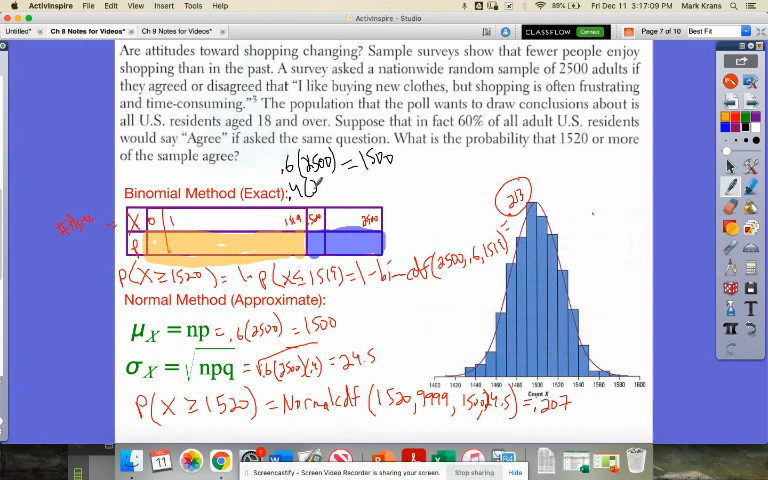 ActivInspire File Edit View Insert Tools Help
89% Fri Dec 11 3:17:09 PM Mark Krans
ActivInspire - Studio
Untitled* Ch 8 Notes for Videos* Ch 9 Notes for Videos* CLASSFLOW Connect Page 7 of 10 Best Fit
Are attitudes toward shopping changing? Sample surveys show that fewer people enjoy
shopping than in the past. A survey asked a nationwide random sample of 2500 adults if
they agreed or disagreed that “I like buying new clothes, but shopping is often frustrating
and time-consuming.”3 The population that the poll wants to draw conclusions about is
all U.S. residents aged 18 and over. Suppose that in fact 60% of all adult U.S. residents
would say “Agree” if asked the same question. What is the probability that 1520 or more
of the sample agree?
.6(2500) = 1500
Binomial Method (Exact):
.4(
.213
# Agree = X 0 1 1519 2500
P
P(X ≥ 1520) = 1 - P(X ≤ 1519) = 1 - bincdf(2500, .6, 1519) =
Normal Method (Approximate):
μX = np = .6(2500) = 1500
σX = √npq = √.6(2500)(.4) = 24.5
P(X ≥ 1520) = Normalcdf (1520, 9999, 1500, 24.5) = .207
1400 1420 1440 1460 1480 1500 1520 1540 1560 1580 1600
Count X
Screencastify - Screen Video Recorder is sharing your screen. Stop sharing Hide